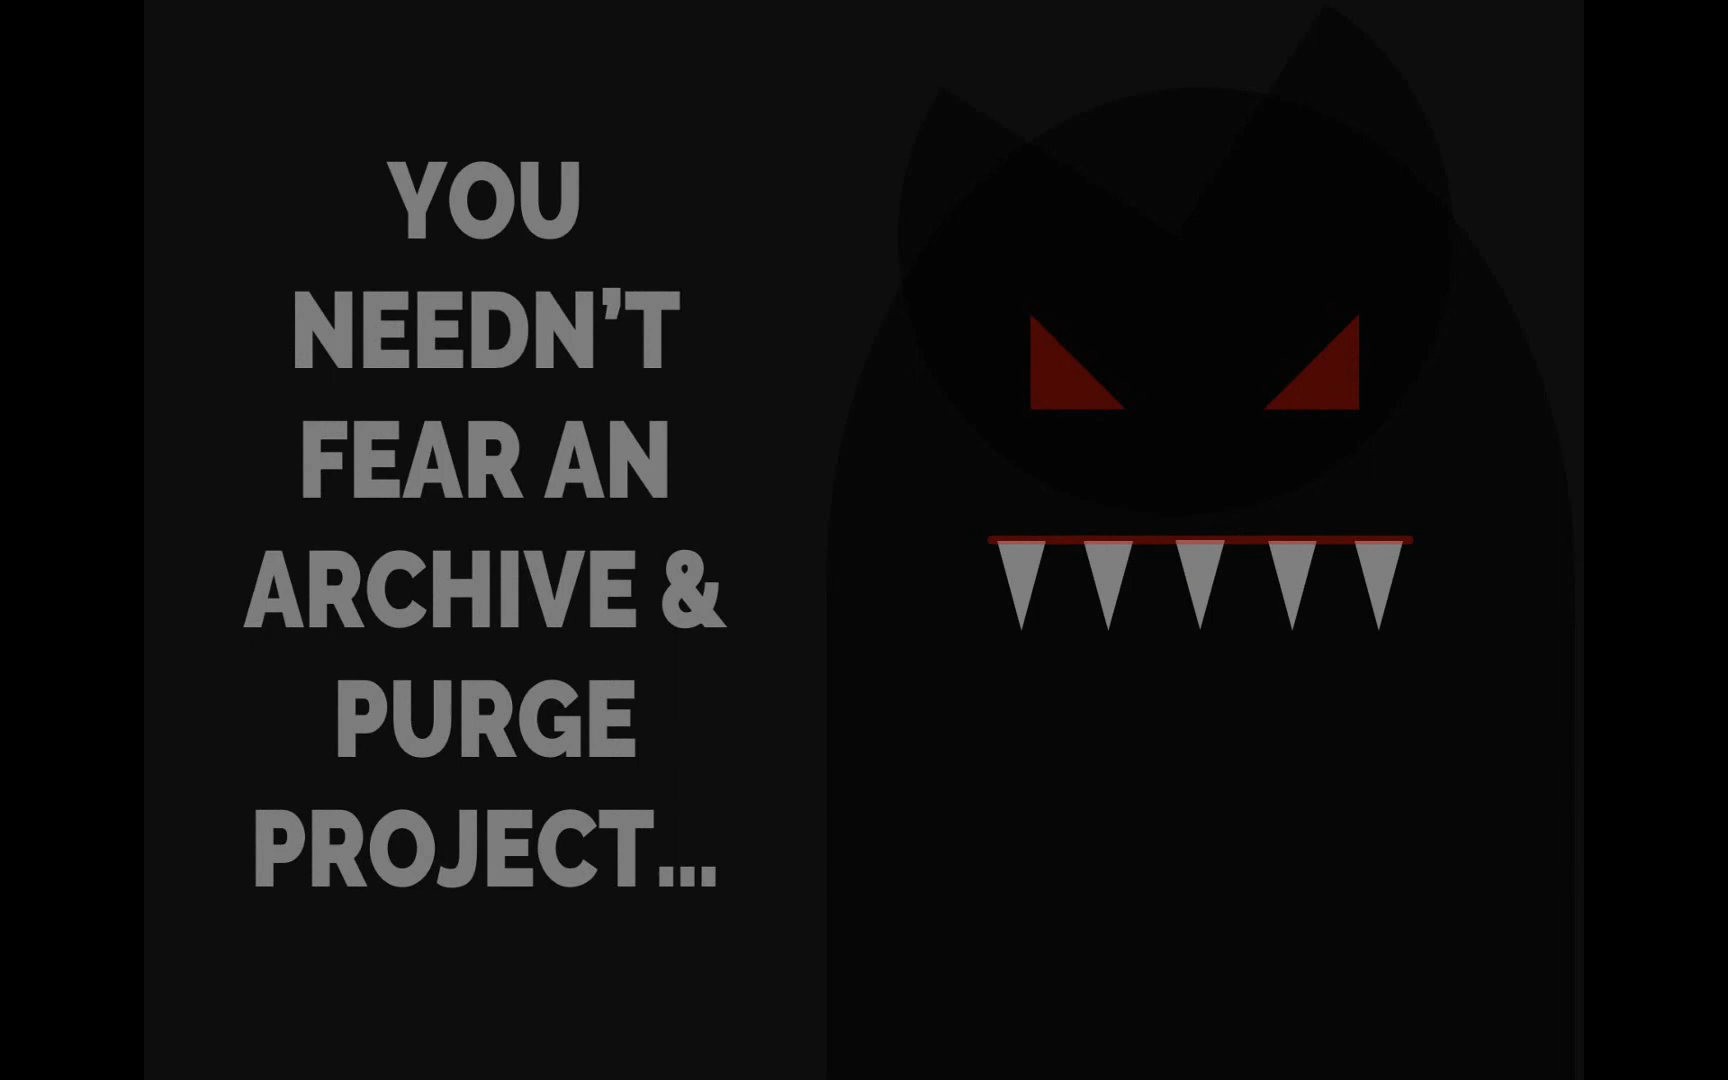 YOU
NEEDN’T
FEAR AN
ARCHIVE &
PURGE
PROJECT...